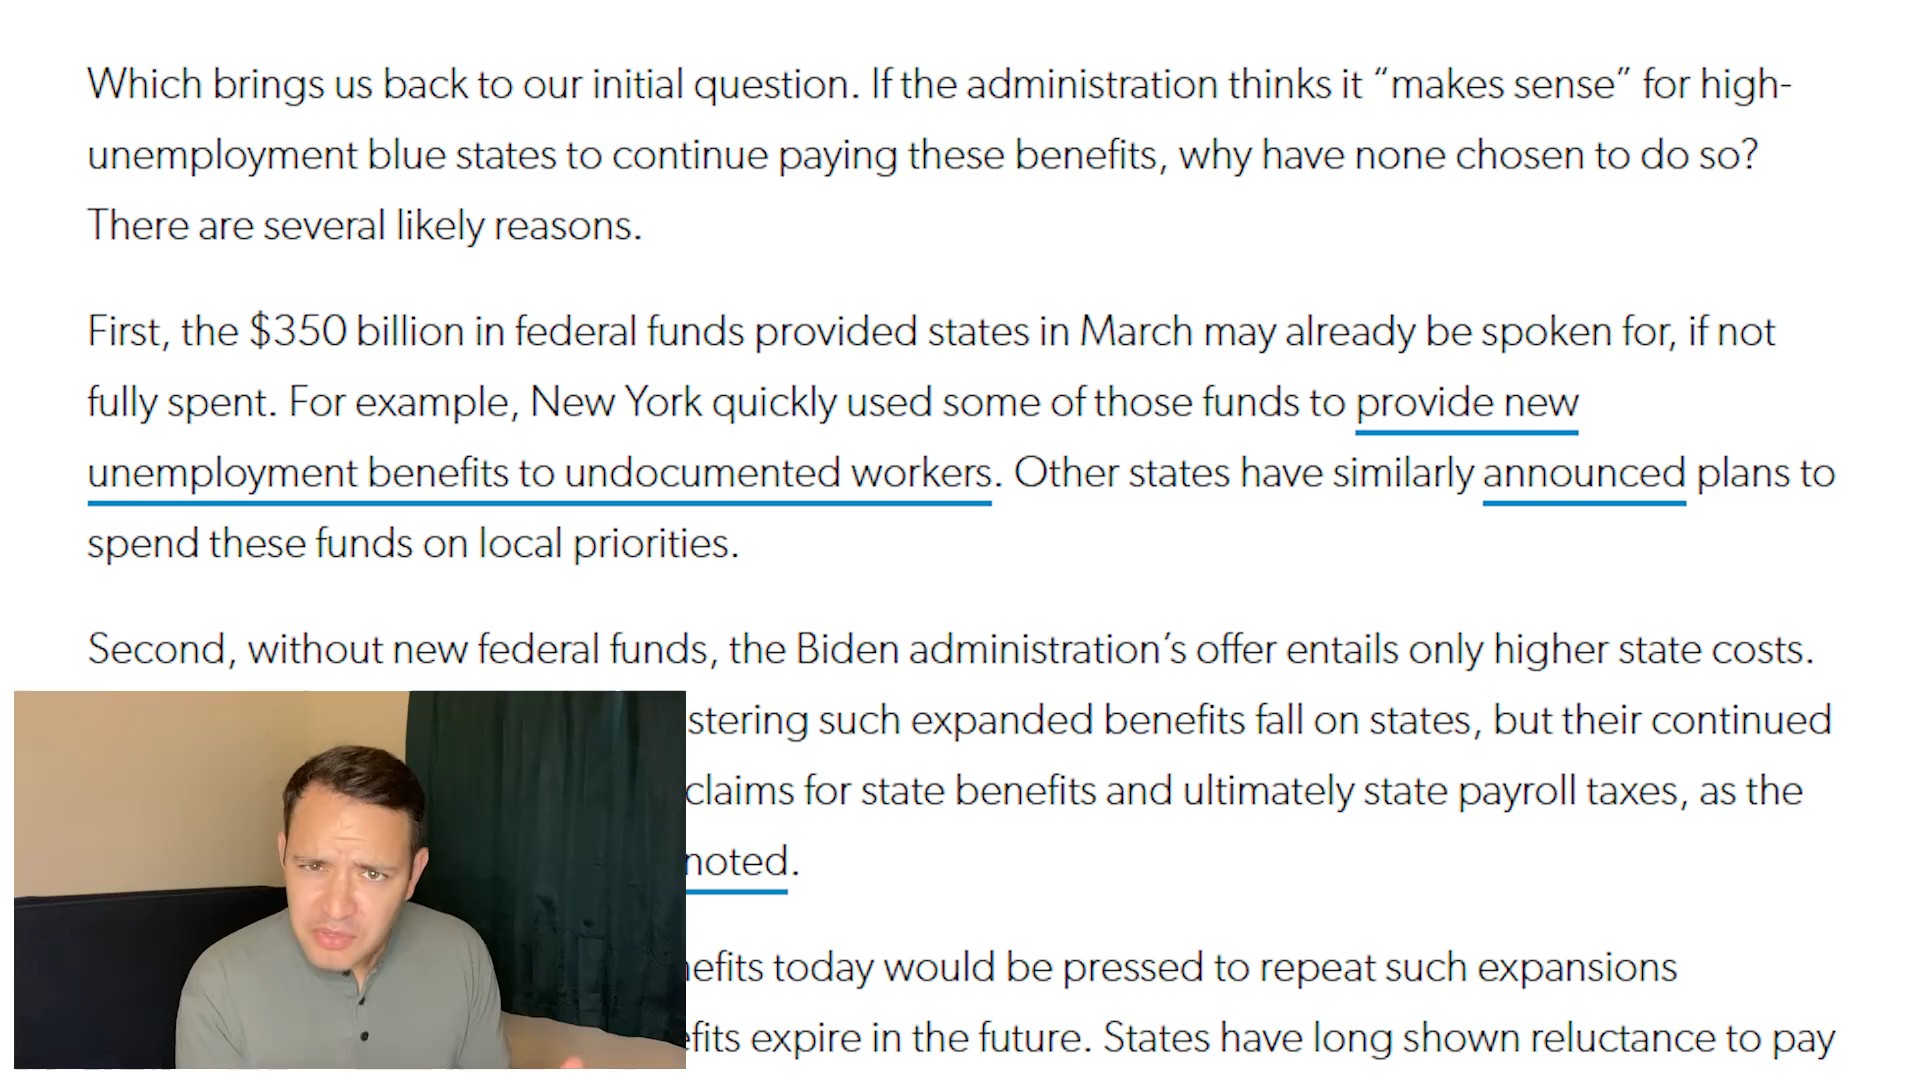 Which brings us back to our initial question. If the administration thinks it “makes sense” for high-
unemployment blue states to continue paying these benefits, why have none chosen to do so?
There are several likely reasons.
First, the $350 billion in federal funds provided states in March may already be spoken for, if not
fully spent. For example, New York quickly used some of those funds to provide new
unemployment benefits to undocumented workers. Other states have similarly announced plans to
spend these funds on local priorities.
Second, without new federal funds, the Biden administration’s offer entails only higher state costs.
such expanded benefits fall on states, but their continued
claims for state benefits and ultimately state payroll taxes, as the
noted.
today would be pressed to repeat such expansions
expire in the future. States have long shown reluctance to pay